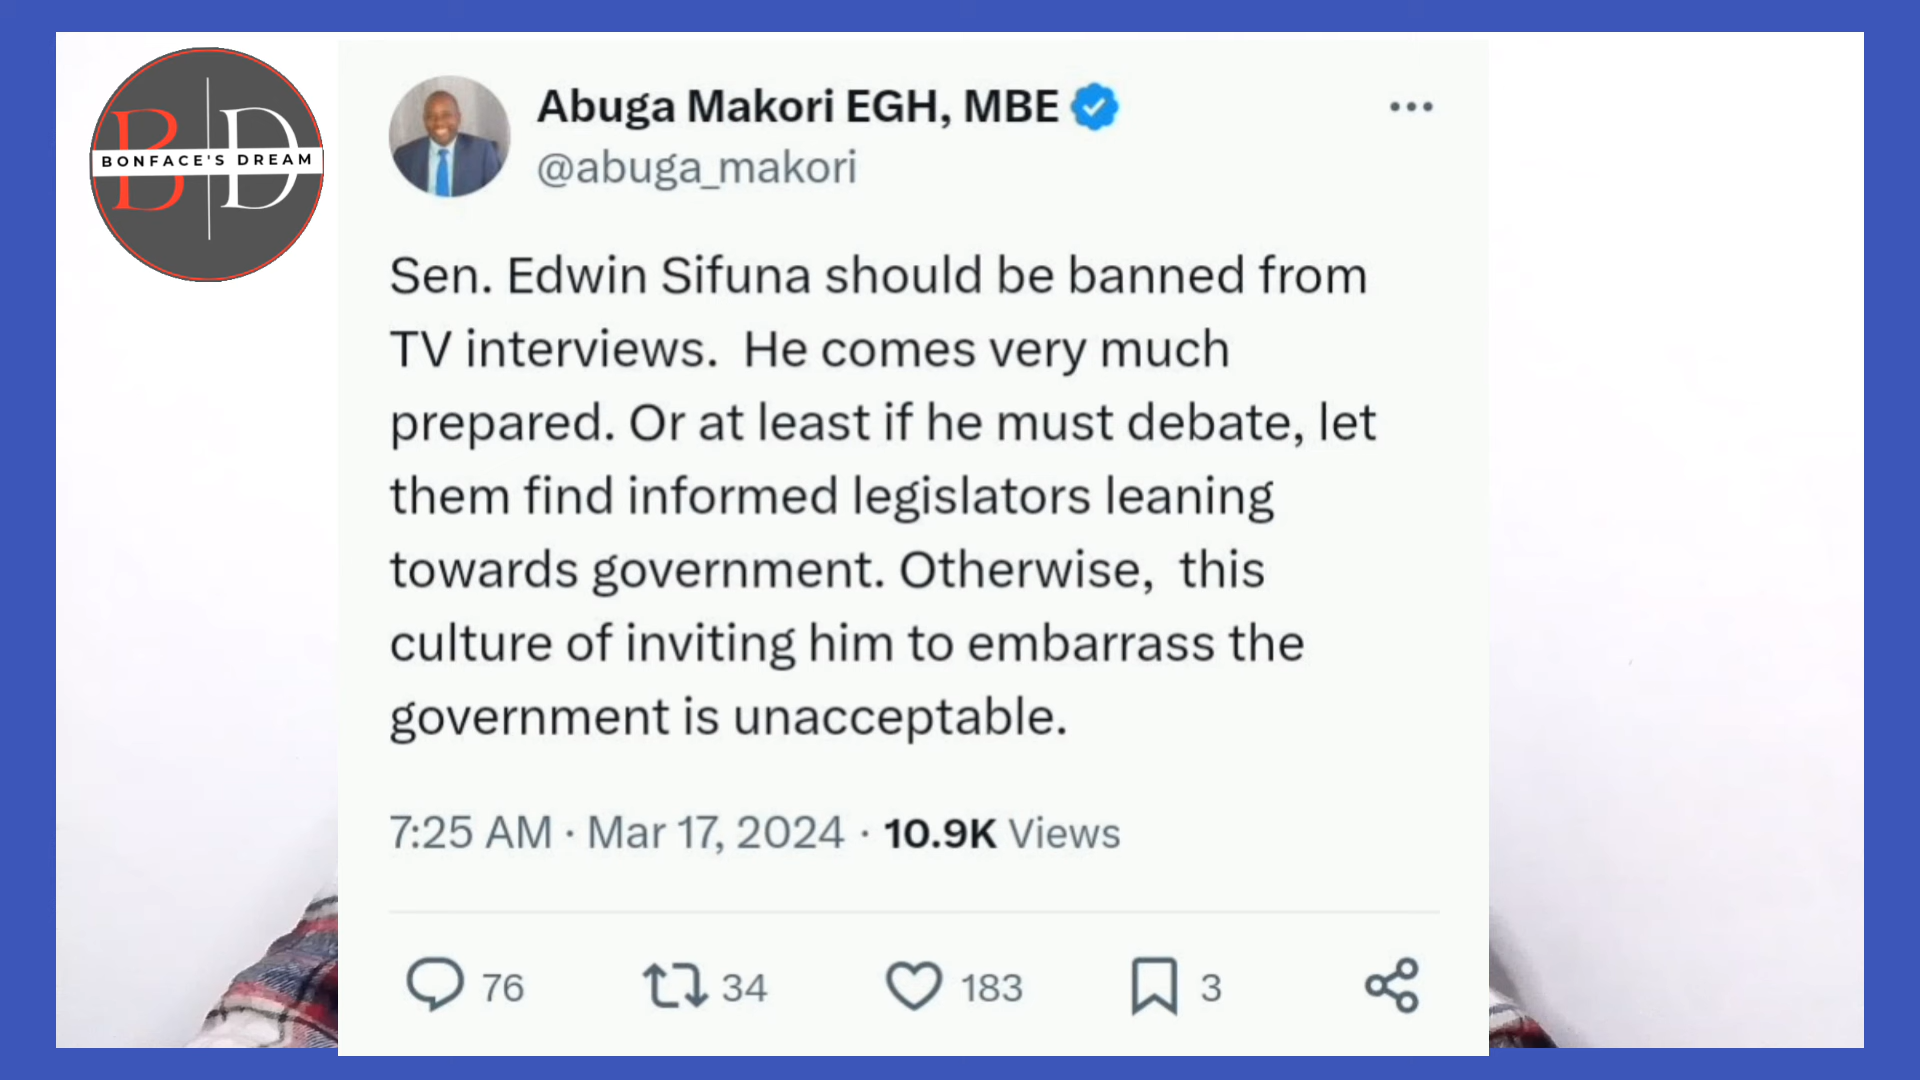 B D
BONFACE'S DREAM
Abuga Makori EGH, MBE
@abuga_makori
Sen. Edwin Sifuna should be banned from
TV interviews.  He comes very much
prepared. Or at least if he must debate, let
them find informed legislators leaning
towards government. Otherwise,  this
culture of inviting him to embarrass the
government is unacceptable.
7:25 AM · Mar 17, 2024 · 10.9K Views
76 34 183 3